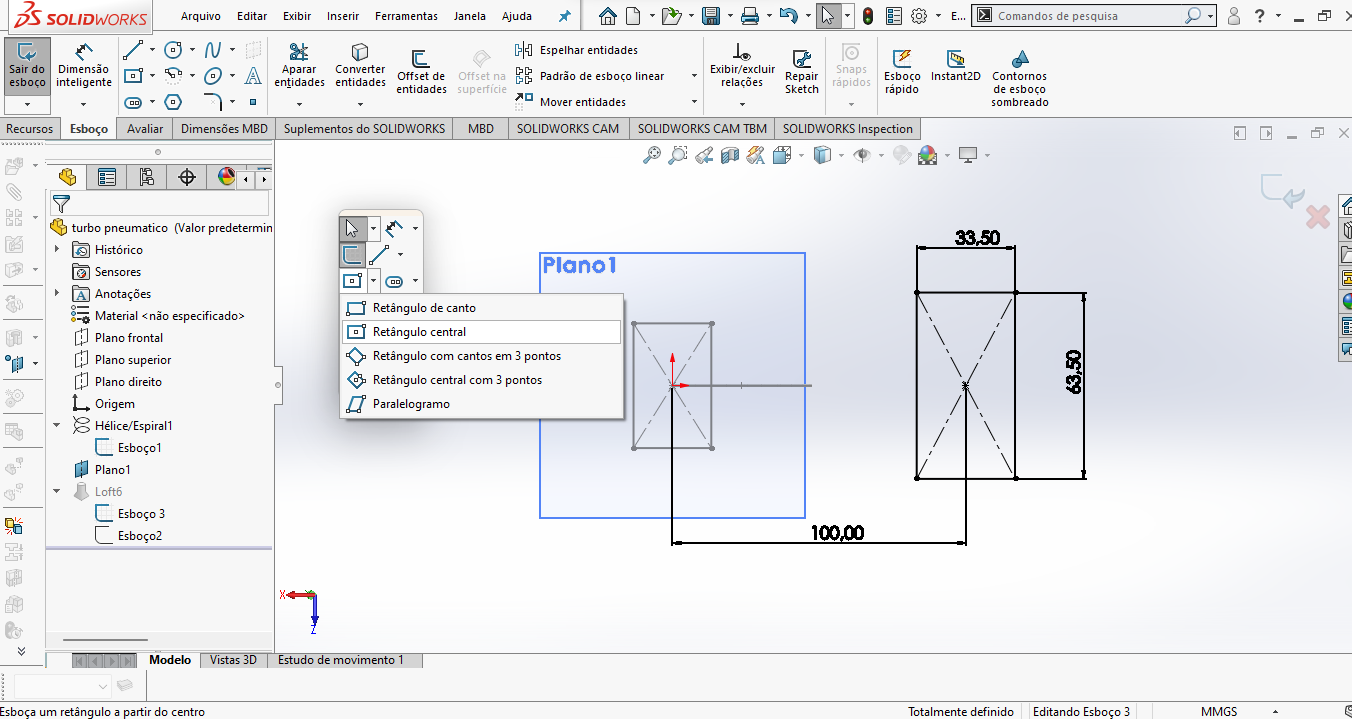 SOLIDWORKS
Arquivo Editar Exibir Inserir Ferramentas Janela Ajuda
E...
Comandos de pesquisa
?
Sair do esboço
Dimensão inteligente
Aparar entidades
Converter entidades
Offset de entidades
Offset na superfície
Espelhar entidades
Padrão de esboço linear
Mover entidades
Exibir/excluir relações
Repair Sketch
Snaps rápidos
Esboço rápido
Instant2D
Contornos de esboço sombreado
Recursos Esboço Avaliar Dimensões MBD Suplementos do SOLIDWORKS MBD SOLIDWORKS CAM SOLIDWORKS CAM TBM SOLIDWORKS Inspection
turbo pneumatico (Valor predetermin
Histórico
Sensores
Anotações
Material <não especificado>
Plano frontal
Plano superior
Plano direito
Origem
Hélice/Espiral1
Esboço1
Plano1
Loft6
Esboço 3
Esboço2
Retângulo de canto
Retângulo central
Retângulo com cantos em 3 pontos
Retângulo central com 3 pontos
Paralelogramo
Plano1
33,50
63,50
100,00
X
Z
Modelo Vistas 3D Estudo de movimento 1
Esboça um retângulo a partir do centro
Totalmente definido Editando Esboço 3 MMGS